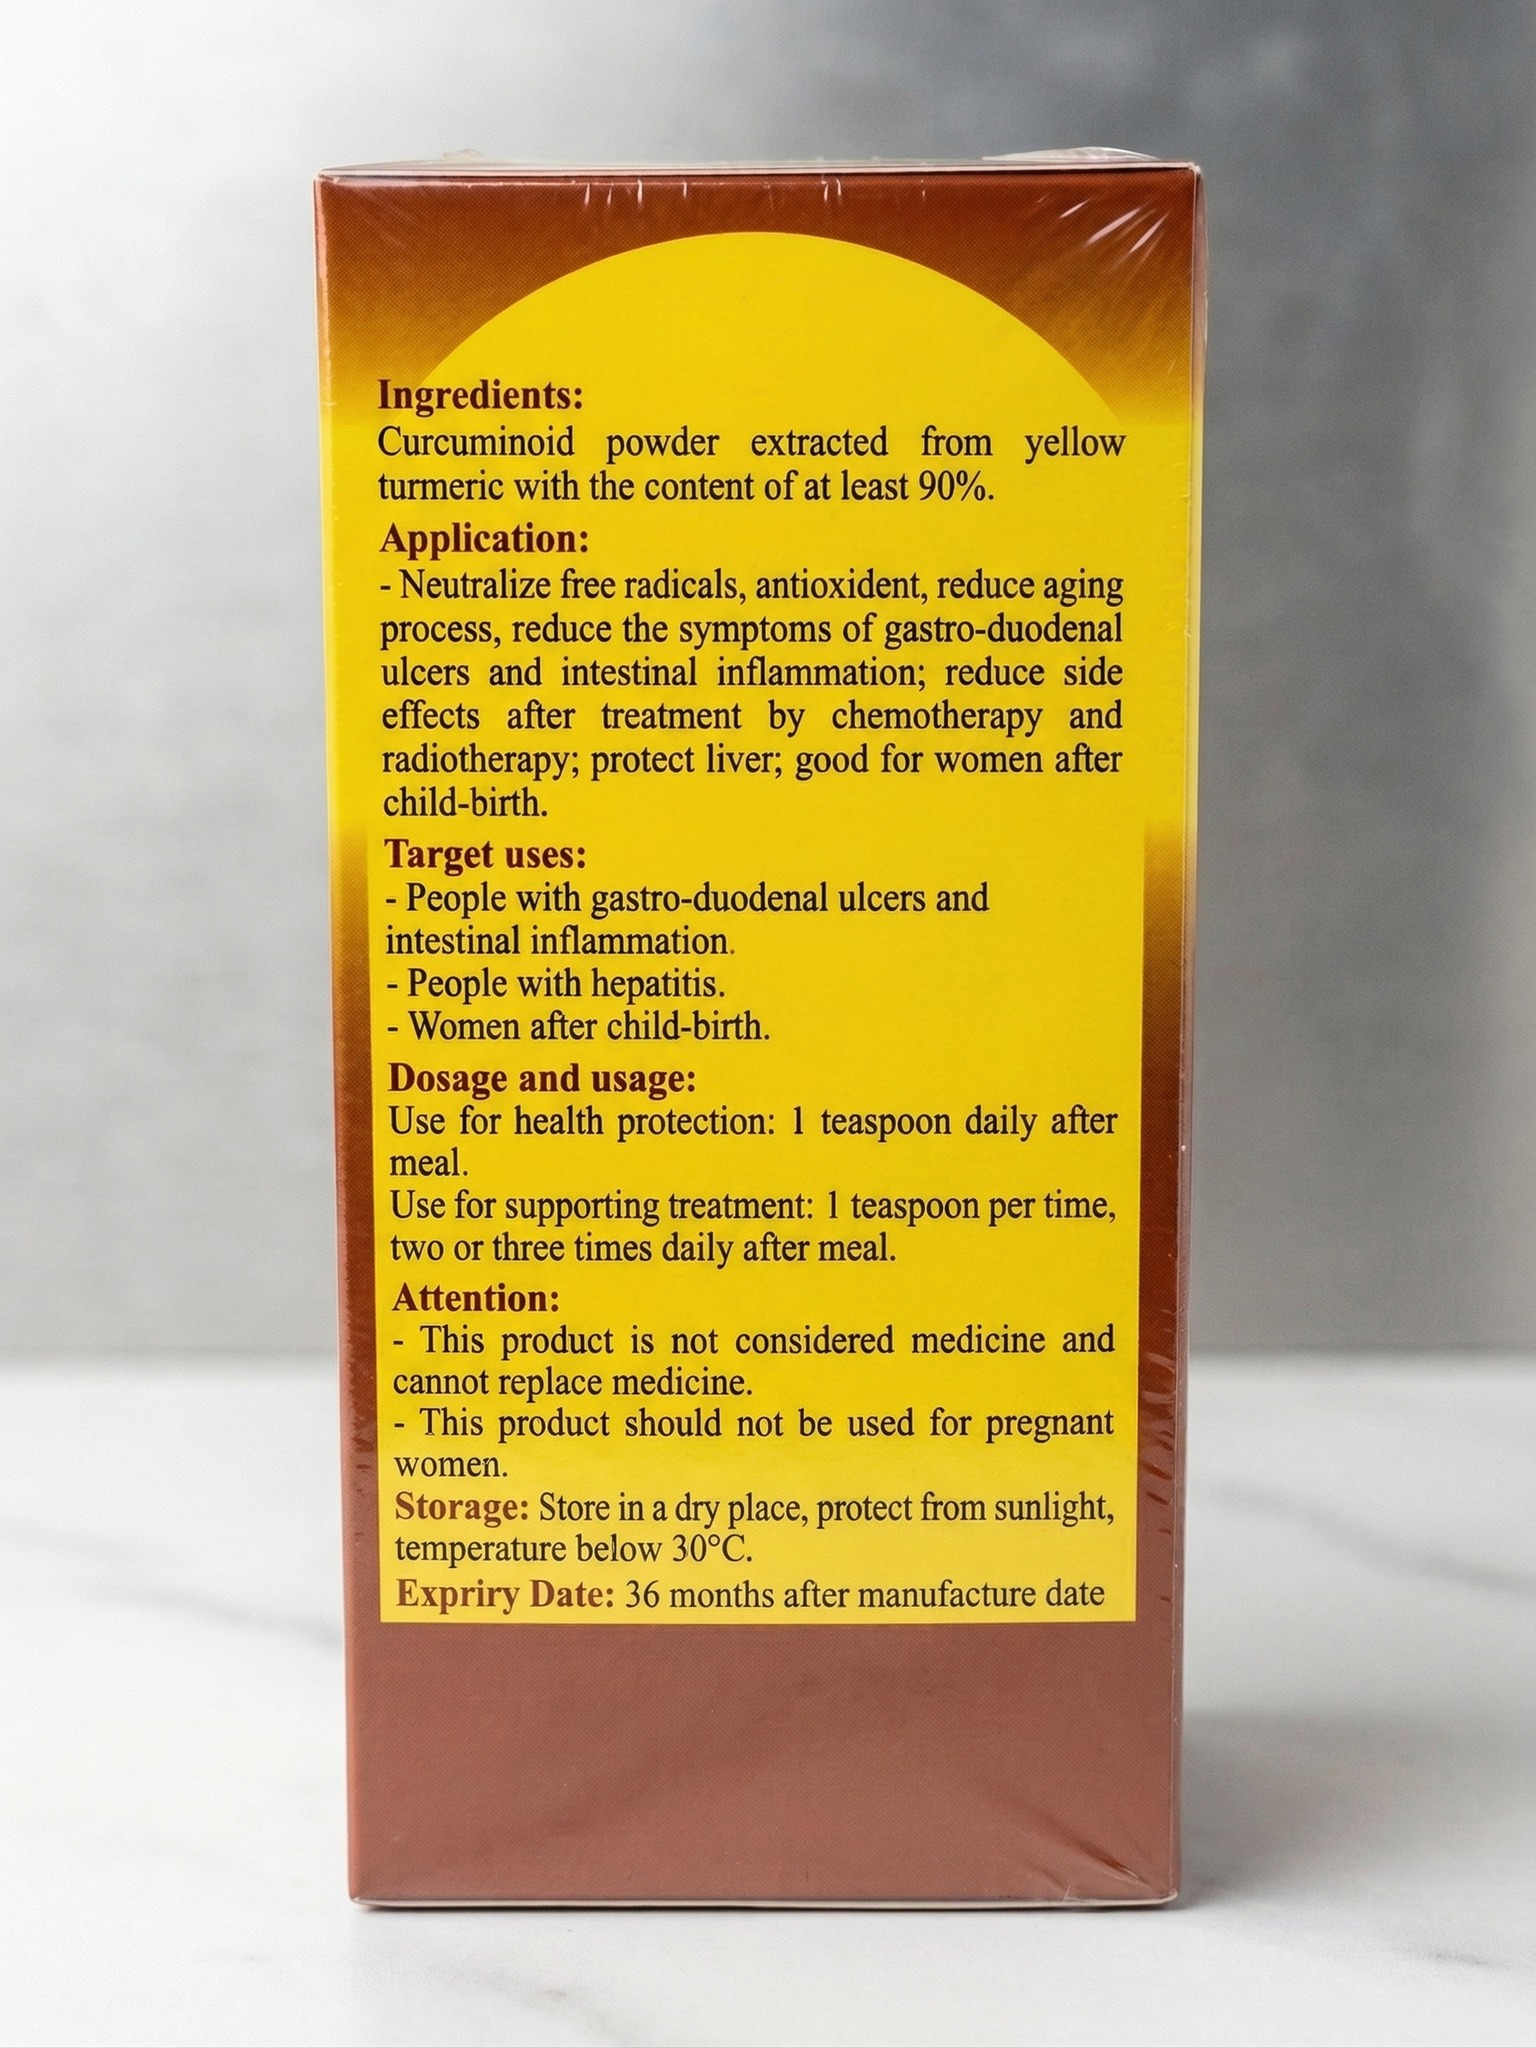 Ingredients:
Curcuminoid powder extracted from yellow
turmeric with the content of at least 90%.
Application:
- Neutralize free radicals, antioxident, reduce aging
process, reduce the symptoms of gastro-duodenal
ulcers and intestinal inflammation; reduce side
effects after treatment by chemotherapy and
radiotherapy; protect liver; good for women after
child-birth.
Target uses:
- People with gastro-duodenal ulcers and
intestinal inflammation.
- People with hepatitis.
- Women after child-birth.
Dosage and usage:
Use for health protection: 1 teaspoon daily after
meal.
Use for supporting treatment: 1 teaspoon per time,
two or three times daily after meal.
Attention:
- This product is not considered medicine and
cannot replace medicine.
- This product should not be used for pregnant
women.
Storage: Store in a dry place, protect from sunlight,
temperature below 30°C.
Expriry Date: 36 months after manufacture date